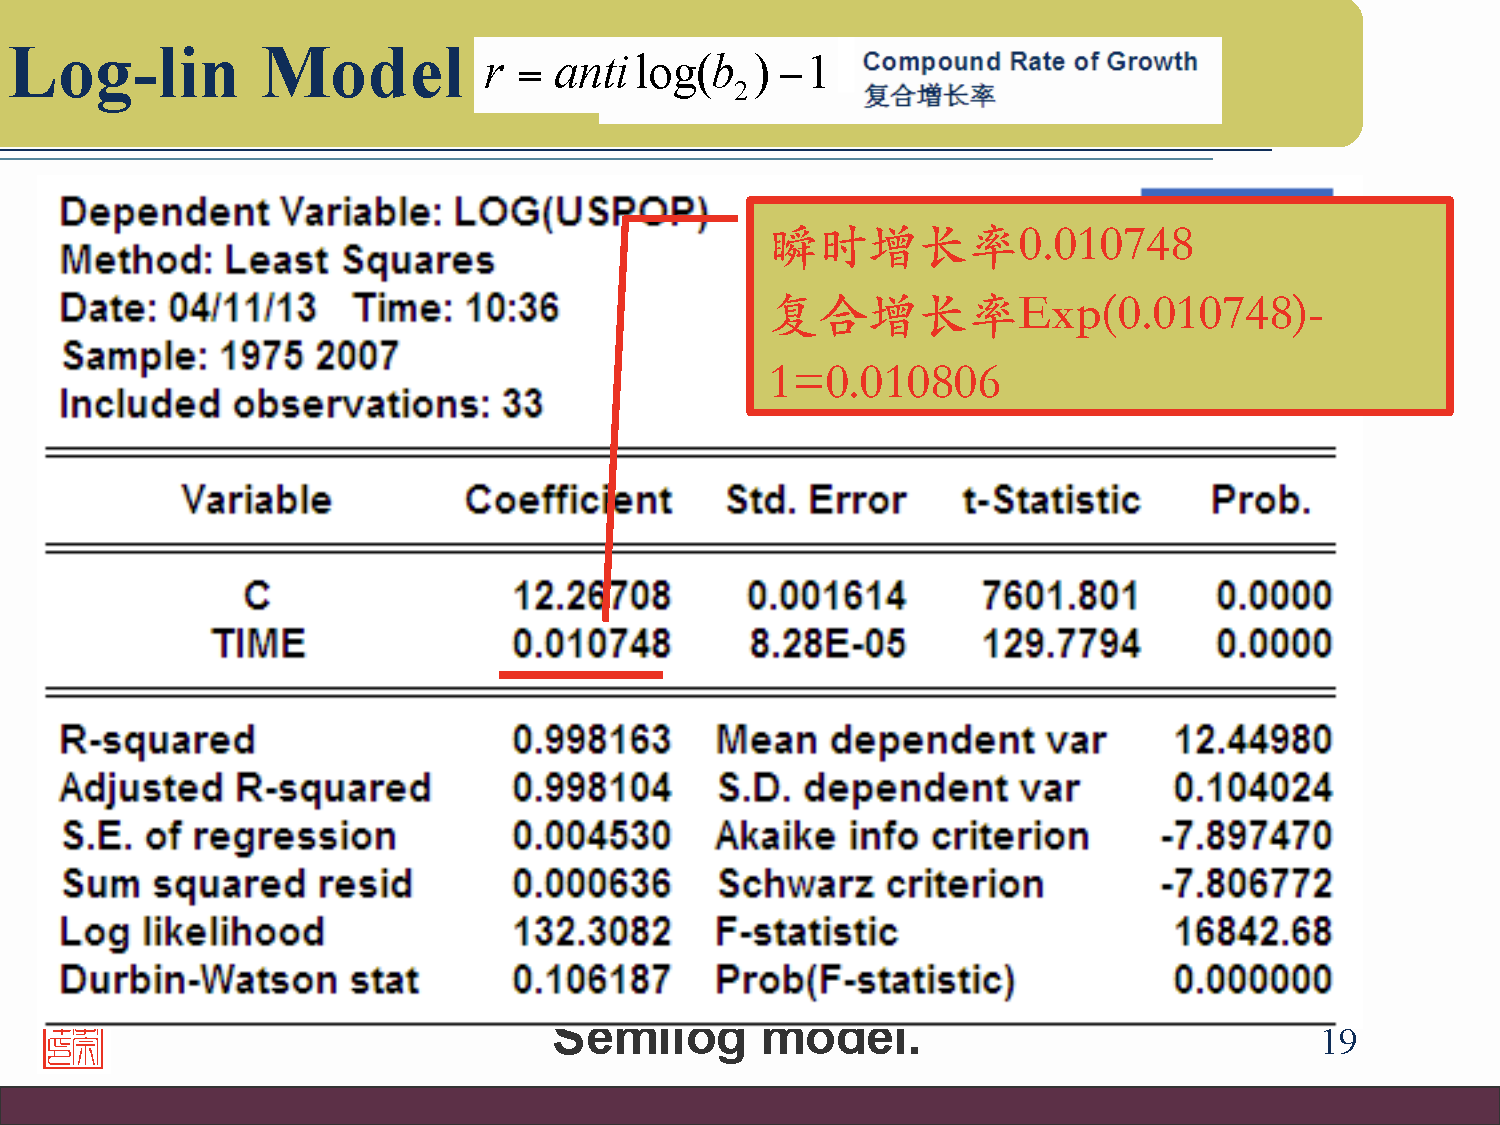 Log-lin Model r = antilog(b₂) − 1 Compound Rate of Growth
复合增长率
瞬时增长率0.010748
复合增长率Exp(0.010748)-
1=0.010806
Dependent Variable: LOG(USPOP)
Method: Least Squares
Date: 04/11/13 Time: 10:36
Sample: 1975 2007
Included observations: 33
Variable Coefficient Std. Error t-Statistic Prob.
C 12.26708 0.001614 7601.801 0.0000
TIME 0.010748 8.28E-05 129.7794 0.0000
R-squared 0.998163 Mean dependent var 12.44980
Adjusted R-squared 0.998104 S.D. dependent var 0.104024
S.E. of regression 0.004530 Akaike info criterion -7.897470
Sum squared resid 0.000636 Schwarz criterion -7.806772
Log likelihood 132.3082 F-statistic 16842.68
Durbin-Watson stat 0.106187 Prob(F-statistic) 0.000000
Semilog model.
19